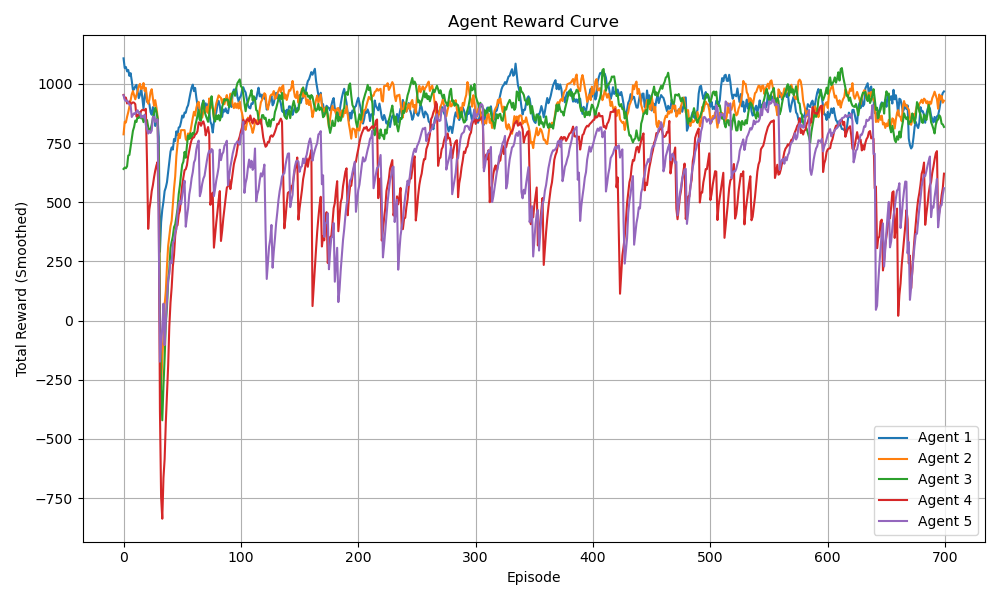 Agent Reward Curve
Total Reward (Smoothed)
1000
750
500
250
0
−250
−500
−750
0 100 200 300 400 500 600 700
Episode
Agent 1
Agent 2
Agent 3
Agent 4
Agent 5